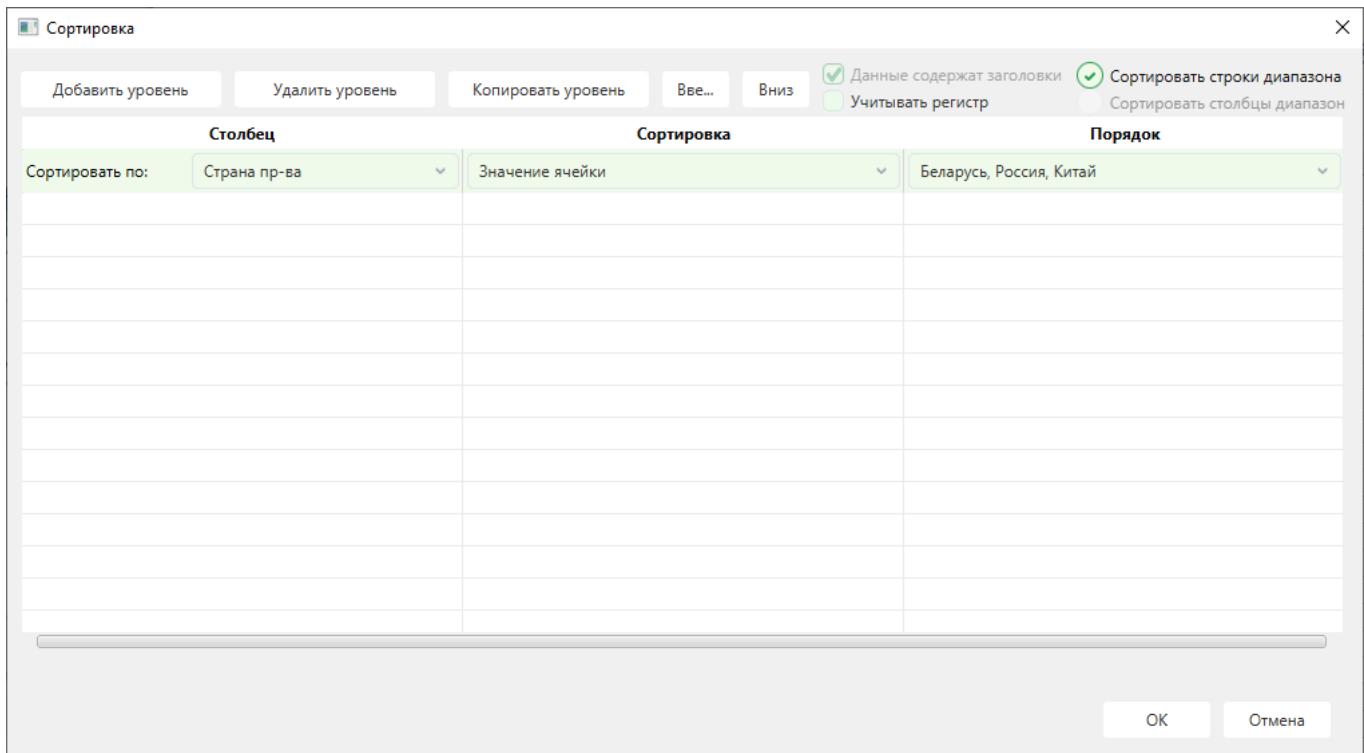 Сортировка
Добавить уровень Удалить уровень Копировать уровень Вве... Вниз Данные содержат заголовки Сортировать строки диапазона
Учитывать регистр Сортировать столбцы диапазон
Столбец Сортировка Порядок
Сортировать по: Страна пр-ва Значение ячейки Беларусь, Россия, Китай
OK Отмена